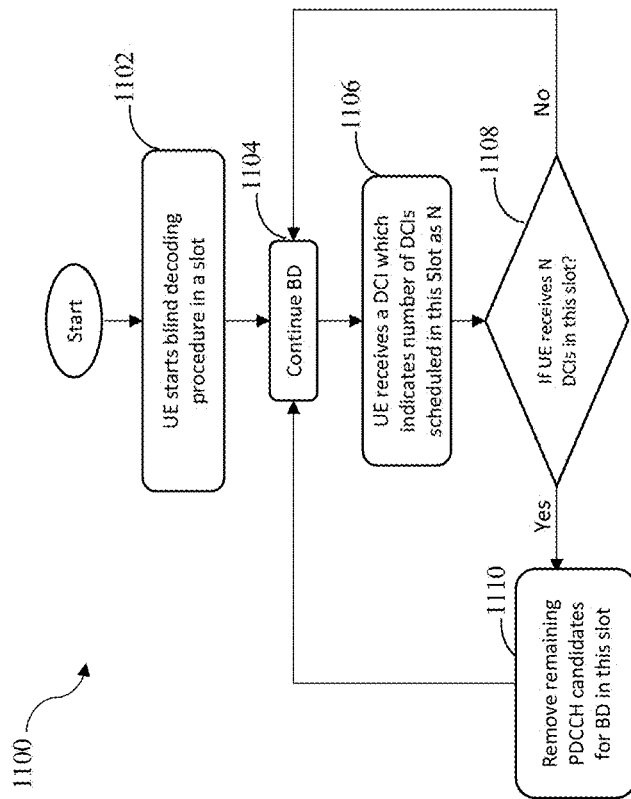 1100
Start
1102
UE starts blind decoding
procedure in a slot
1104
Continue BD
1106
UE receives a DCI which
indicates number of DCIs
scheduled in this Slot as N
1108
If UE receives N
DCIs in this slot?
No
Yes
1110
Remove remaining
PDCCH candidates
for BD in this slot